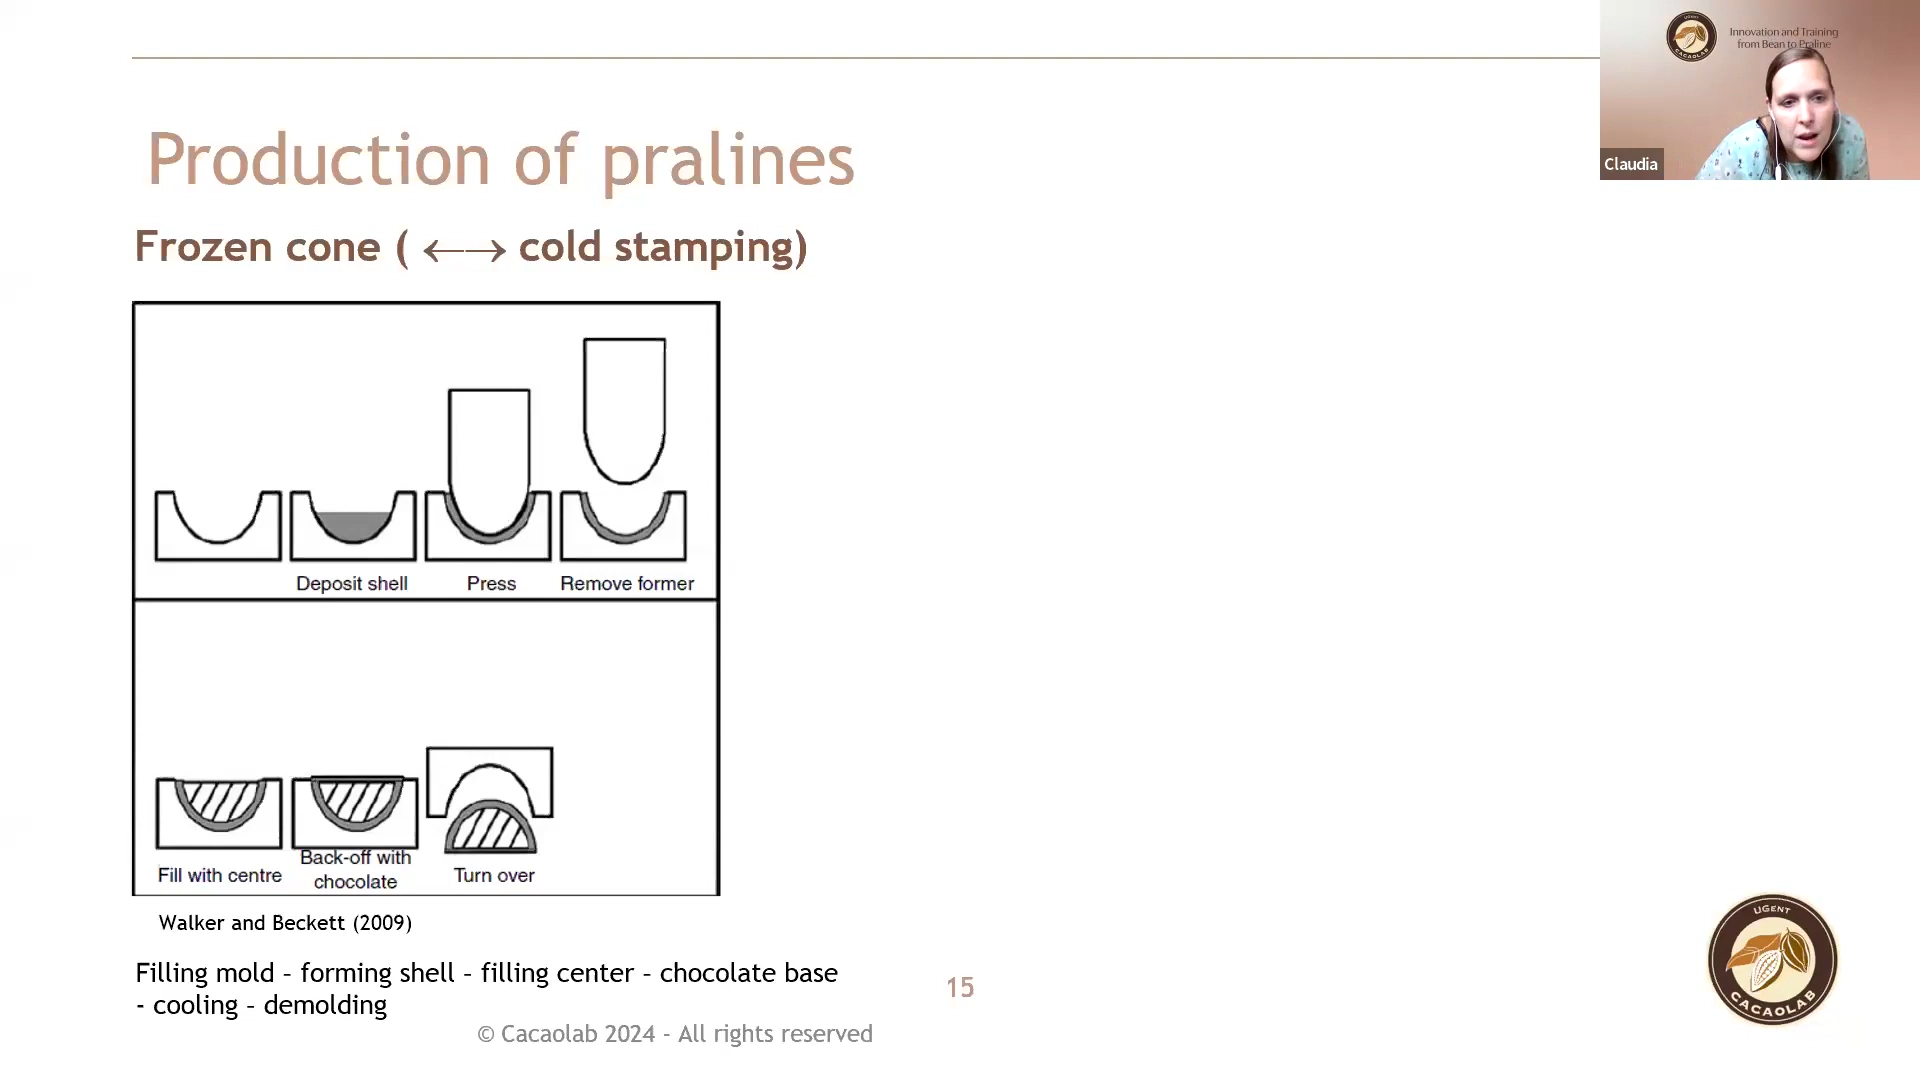 Innovation and Training
from Bean to Praline
UGENT
CACAOLAB
Claudia
Production of pralines
Frozen cone ( ←→ cold stamping)
Deposit shell
Press
Remove former
Fill with centre
Back-off with
chocolate
Turn over
Walker and Beckett (2009)
Filling mold – forming shell – filling center – chocolate base
- cooling – demolding
15
© Cacaolab 2024 - All rights reserved
UGENT
CACAOLAB